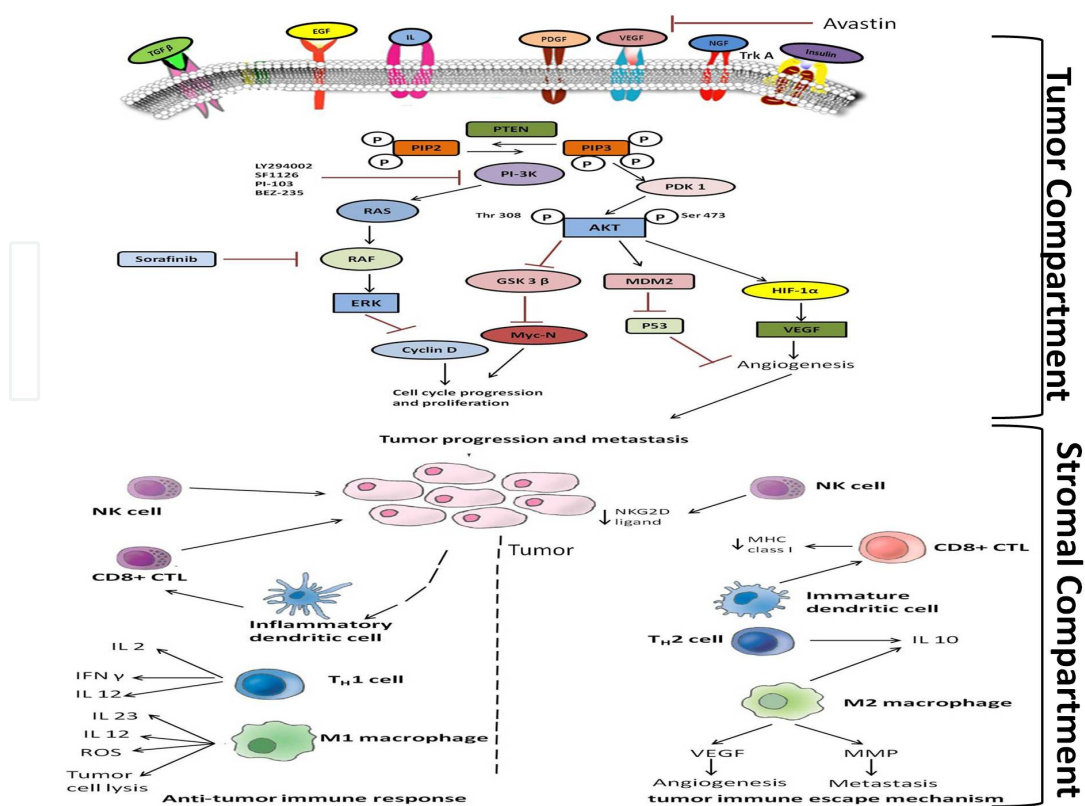 Avastin
TGF β
EGF
IL
PDGF
VEGF
NGF
Trk A
Insulin
PTEN
P
PIP2
P
P
PIP3
P
P
LY294002
SF1126
PI-103
BEZ-235
PI-3K
PDK 1
RAS
Thr 308
P
AKT
P
Ser 473
Sorafinib
RAF
GSK 3 β
MDM2
HIF-1α
ERK
P53
VEGF
Cyclin D
Myc-N
Angiogenesis
Cell cycle progression
and proliferation
Tumor progression and metastasis
Tumor Compartment
NK cell
NKG2D
ligand
NK cell
Tumor
MHC
class I
CD8+ CTL
CD8+ CTL
Inflammatory
dendritic cell
Immature
dendritic cell
TH2 cell
IL 10
IL 2
IFN γ
IL 12
TH1 cell
M2 macrophage
IL 23
IL 12
ROS
Tumor
cell lysis
M1 macrophage
VEGF
MMP
Angiogenesis
Metastasis
Anti-tumor immune response
tumor immune escape mechanism
Stromal Compartment